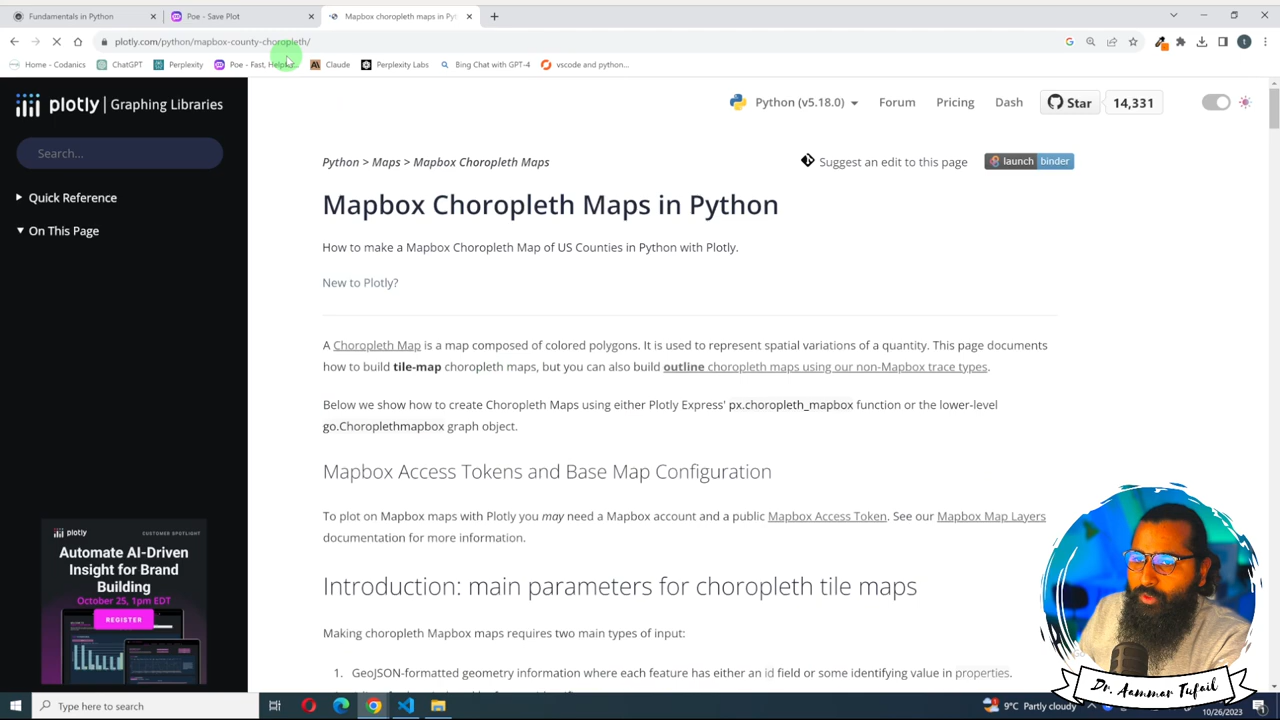 Fundamentals in Python
Poe - Save Plot
Mapbox choropleth maps in Pyt
plotly.com/python/mapbox-county-choropleth/
Home - Codanics
ChatGPT
Perplexity
Poe - Fast, Helpf
Claude
Perplexity Labs
Bing Chat with GPT-4
vscode and python...
plotly | Graphing Libraries
Python (v5.18.0)
Forum
Pricing
Dash
Star
14,331
Search...
Quick Reference
On This Page
Python > Maps > Mapbox Choropleth Maps
Suggest an edit to this page
launch binder
Mapbox Choropleth Maps in Python
How to make a Mapbox Choropleth Map of US Counties in Python with Plotly.
New to Plotly?
A Choropleth Map is a map composed of colored polygons. It is used to represent spatial variations of a quantity. This page documents
how to build tile-map choropleth maps, but you can also build outline choropleth maps using our non-Mapbox trace types.
Below we show how to create Choropleth Maps using either Plotly Express' px.choropleth_mapbox function or the lower-level
go.Choroplethmapbox graph object.
Mapbox Access Tokens and Base Map Configuration
To plot on Mapbox maps with Plotly you may need a Mapbox account and a public Mapbox Access Token. See our Mapbox Map Layers
documentation for more information.
Introduction: main parameters for choropleth tile maps
Making choropleth Mapbox maps requires two main types of input:
1. GeoJSON-formatted geometry information where each feature has either an id field or some identifying value in properties.
plotly
CUSTOMER SPOTLIGHT
Automate AI-Driven
Insight for Brand
Building
October 25, 1pm EDT
REGISTER
Dr. Aammar Tufail
Type here to search
9°C Partly cloudy
10/26/2023